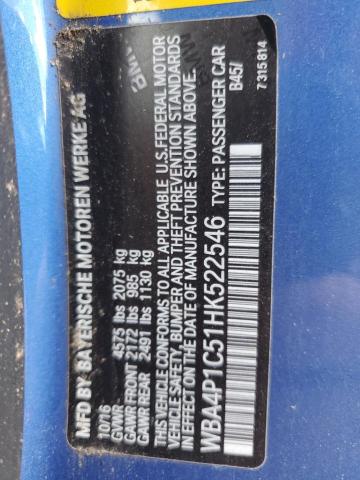 MFD BY BAYERISCHE MOTOREN WERKE AG
10/16
GVWR 4575 lbs 2075 kg
GAWR FRONT 2172 lbs 985 kg
GAWR REAR 2491 lbs 1130 kg
THIS VEHICLE CONFORMS TO ALL APPLICABLE U.S.FEDERAL MOTOR
VEHICLE SAFETY, BUMPER AND THEFT PREVENTION STANDARDS
IN EFFECT ON THE DATE OF MANUFACTURE SHOWN ABOVE.
WBA4P1C51HK522546 TYPE: PASSENGER CAR
B45/
7 315 814
BMW
BMW